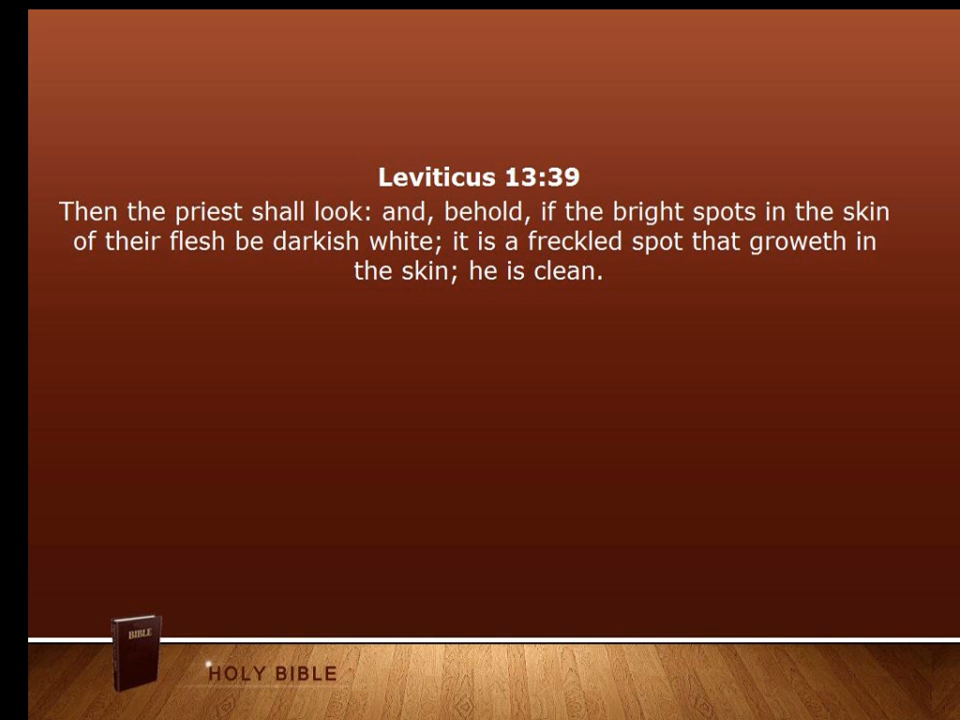 Leviticus 13:39
Then the priest shall look: and, behold, if the bright spots in the skin
of their flesh be darkish white; it is a freckled spot that groweth in
the skin; he is clean.
BIBLE
HOLY BIBLE